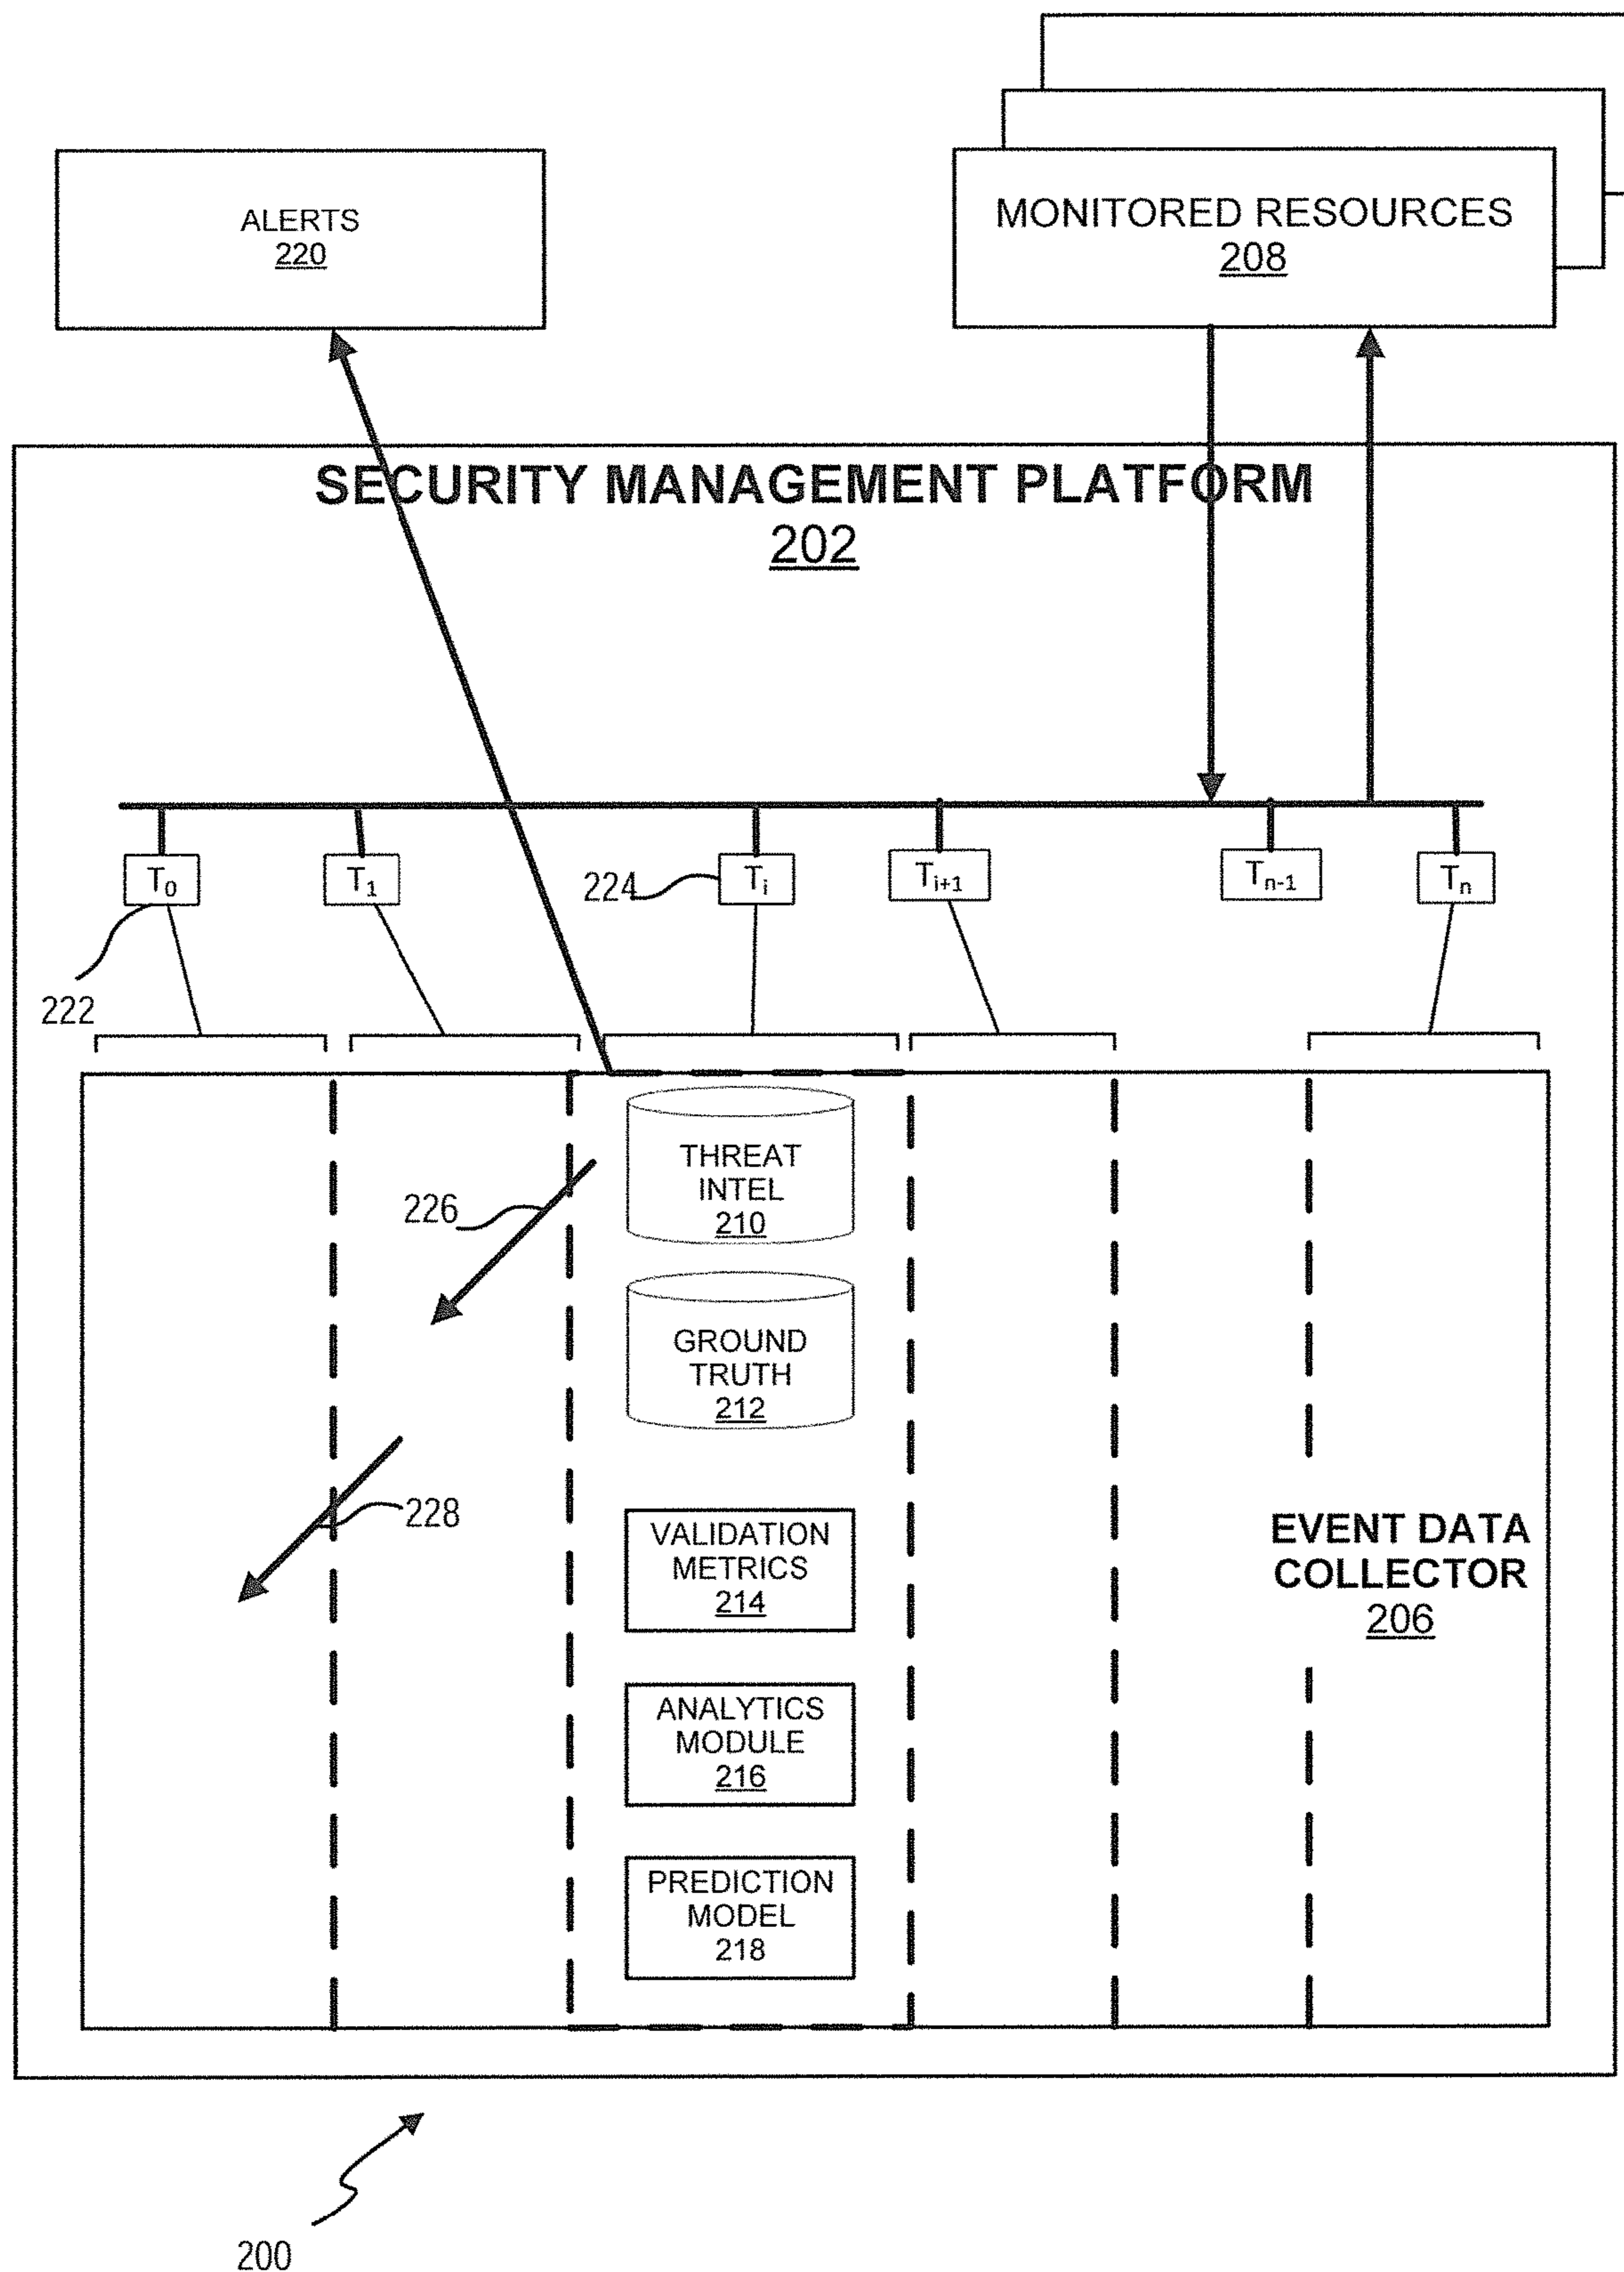 ALERTS
220
MONITORED RESOURCES
208
SECURITY MANAGEMENT PLATFORM
202
T0
T1
224
Ti
Ti+1
Tn-1
Tn
222
THREAT
INTEL
210
226
GROUND
TRUTH
212
228
VALIDATION
METRICS
214
EVENT DATA
COLLECTOR
206
ANALYTICS
MODULE
216
PREDICTION
MODEL
218
200